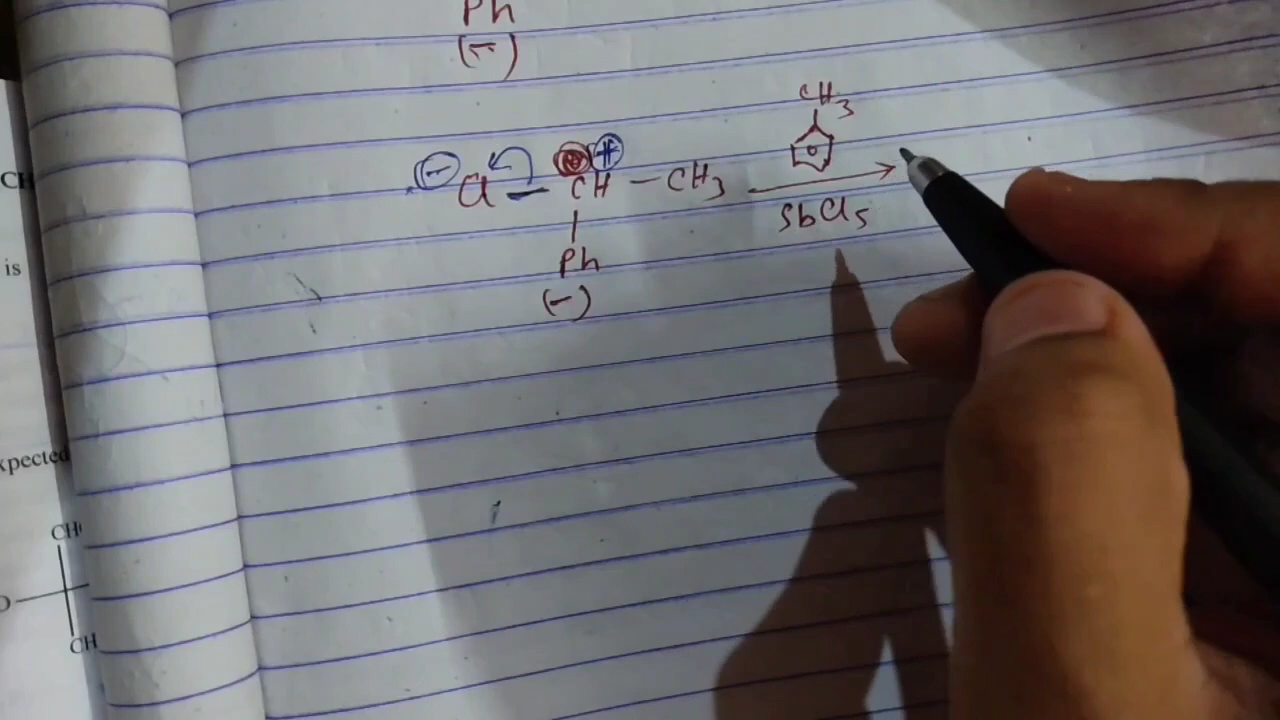 Ph
(-)
CH3
⊖ Cl — CH ⊕ — CH3
SbCl5
Ph
(-)
CH
is
xpected
CH
O
CH